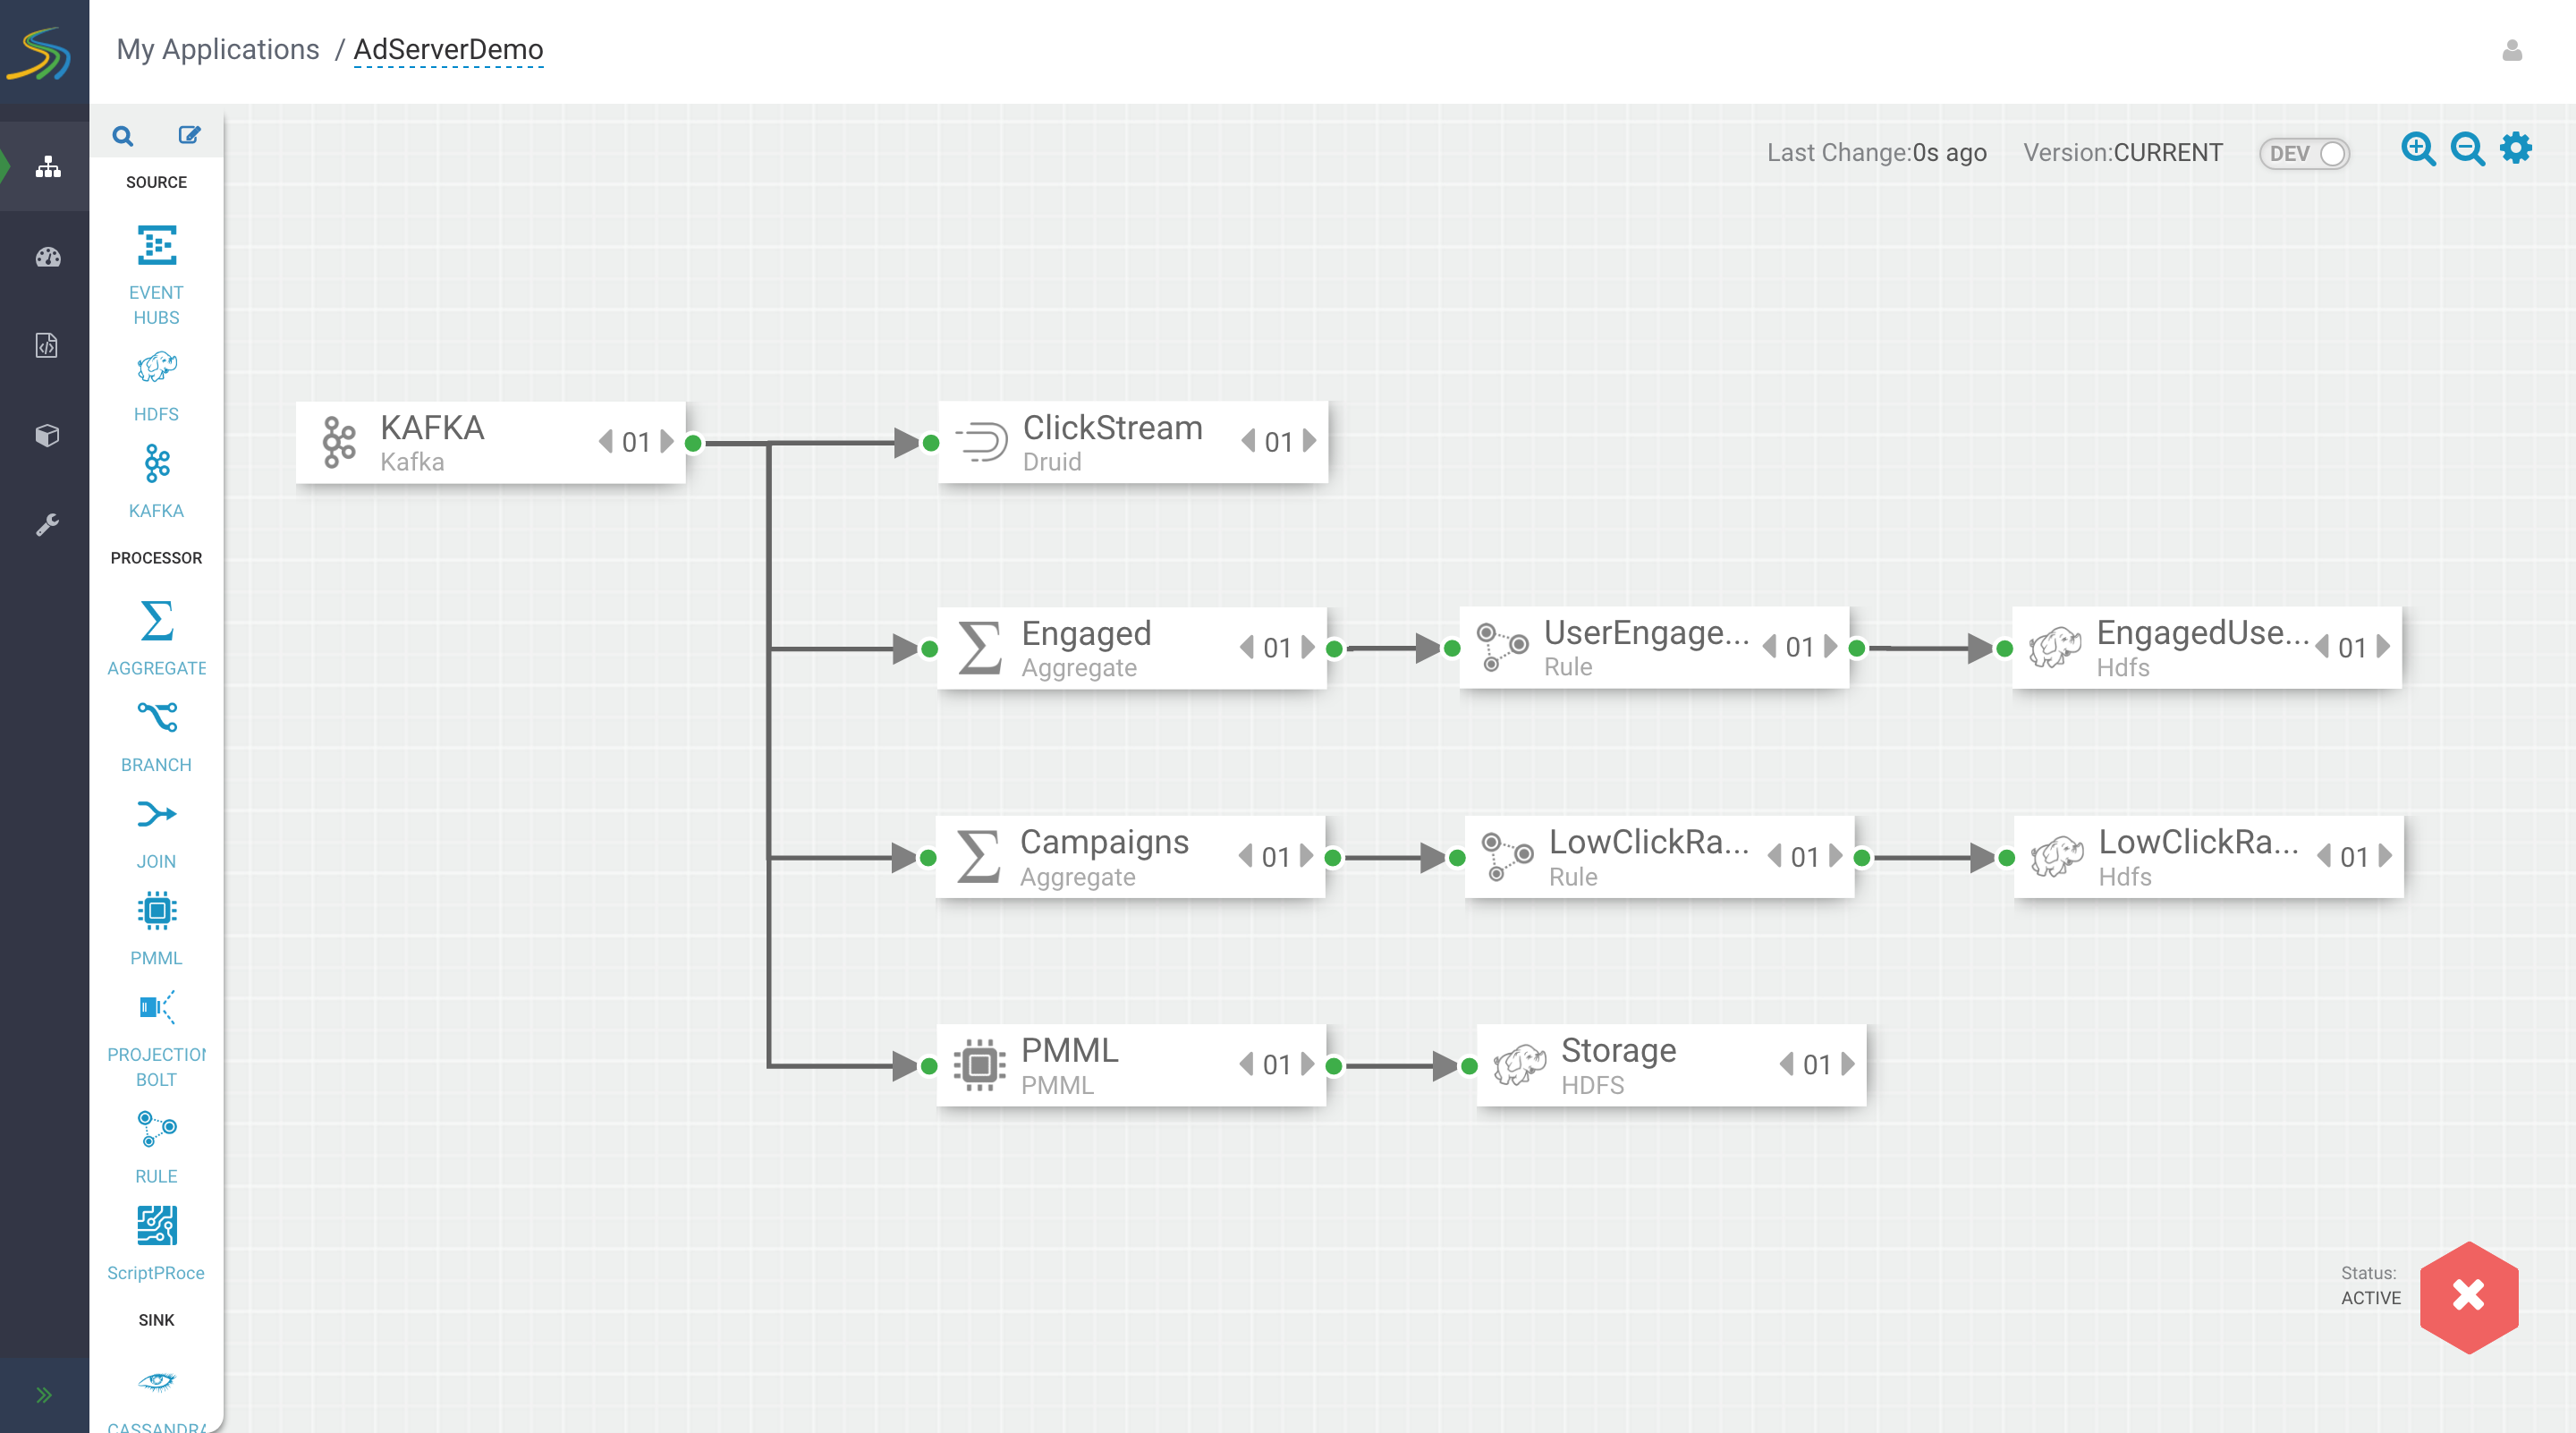 My Applications / AdServerDemo
Last Change:0s ago Version:CURRENT DEV
SOURCE
EVENT
HUBS
HDFS
KAFKA
PROCESSOR
AGGREGATE
BRANCH
JOIN
PMML
PROJECTION
BOLT
RULE
ScriptPRoce
SINK
CASSANDRA
KAFKA 01
Kafka
ClickStream 01
Druid
Engaged 01
Aggregate
UserEngage... 01
Rule
EngagedUse... 01
Hdfs
Campaigns 01
Aggregate
LowClickRa... 01
Rule
LowClickRa... 01
Hdfs
PMML 01
PMML
Storage 01
HDFS
Status:
ACTIVE